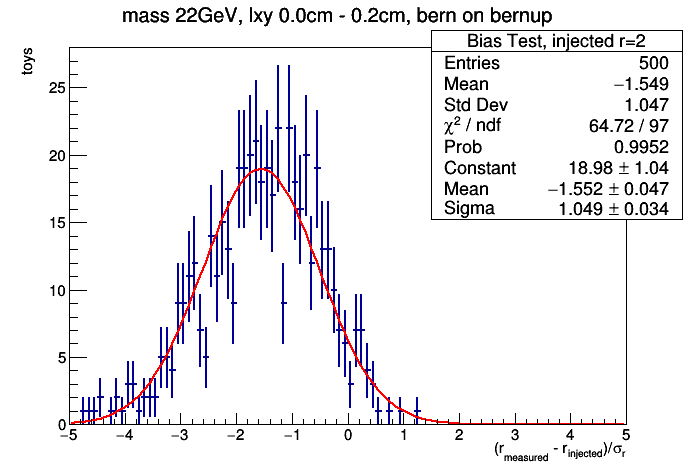 mass 22GeV, lxy 0.0cm - 0.2cm, bern on bernup
Bias Test, injected r=2
Entries 500
Mean −1.549
Std Dev 1.047
χ² / ndf 64.72 / 97
Prob 0.9952
Constant 18.98 ± 1.04
Mean −1.552 ± 0.047
Sigma 1.049 ± 0.034
toys
25
20
15
10
5
0
−5 −4 −3 −2 −1 0 1 2 3 4 5
(r_measured - r_injected)/σ_r